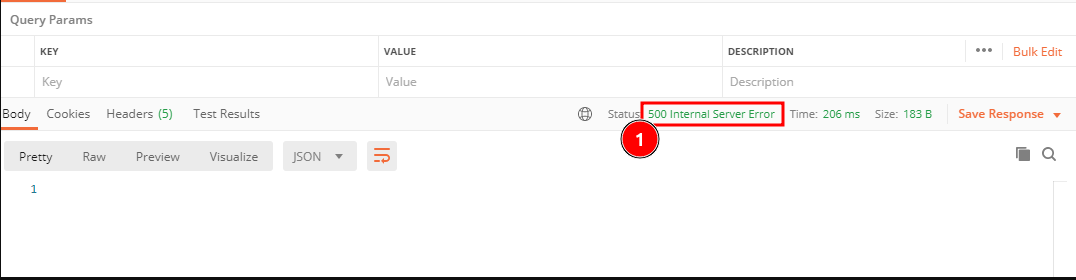 Query Params
KEY VALUE DESCRIPTION ••• Bulk Edit
Key Value Description
Body Cookies Headers (5) Test Results Status: 500 Internal Server Error Time: 206 ms Size: 183 B Save Response
1
Pretty Raw Preview Visualize JSON
1